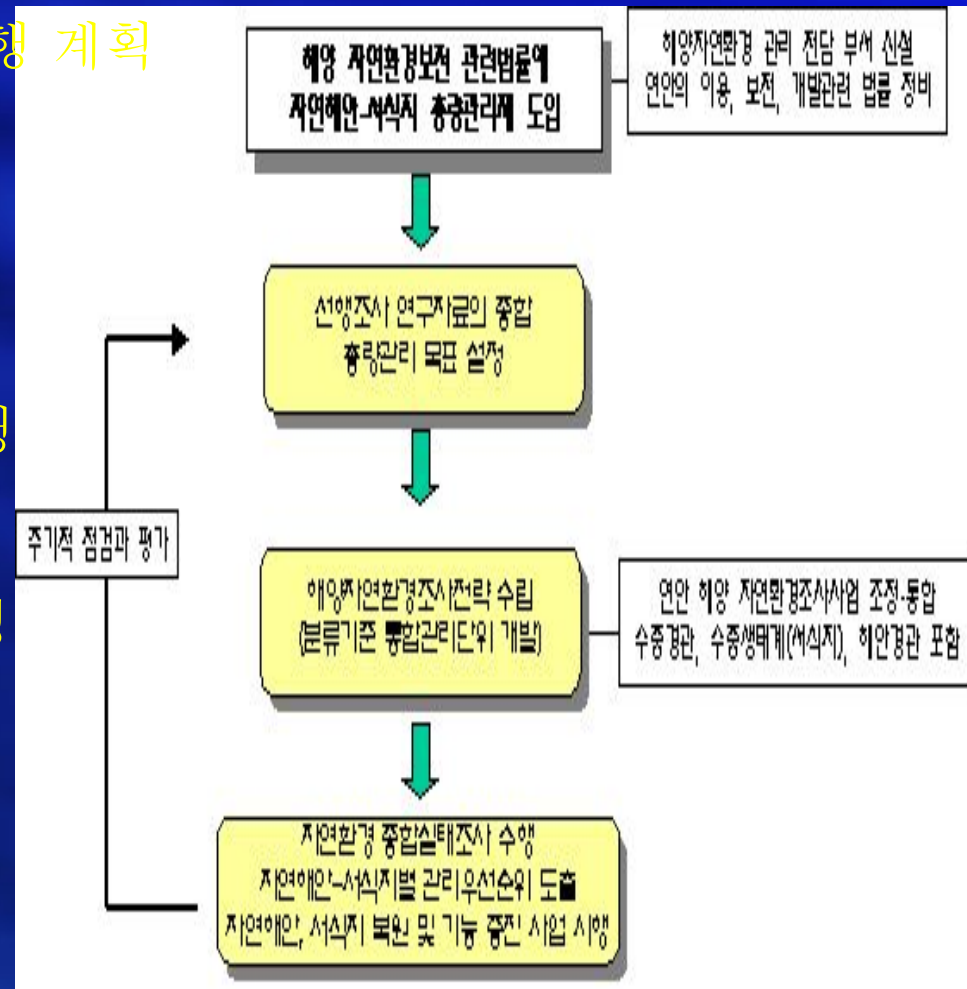 행 계획
해양 자연환경보전 관련법률에
자연해안-서식지 총량관리제 도입
해양자연환경 관리 전담 부서 신설
연안의 이용, 보전, 개발관련 법률 정비
선행조사 연구자료의 종합
총량관리 목표 설정
주기적 점검과 평가
해양자연환경조사전략 수립
(분류기준 통합관리단위 개발)
연안 해양 자연환경조사사업 조정-통합
수중경관, 수중생태계(서식지), 해안경관 포함
자연환경 종합실태조사 수행
자연해안-서식지별 관리우선순위 도출
자연해안, 서식지 복원 및 기능 증진 사업 시행